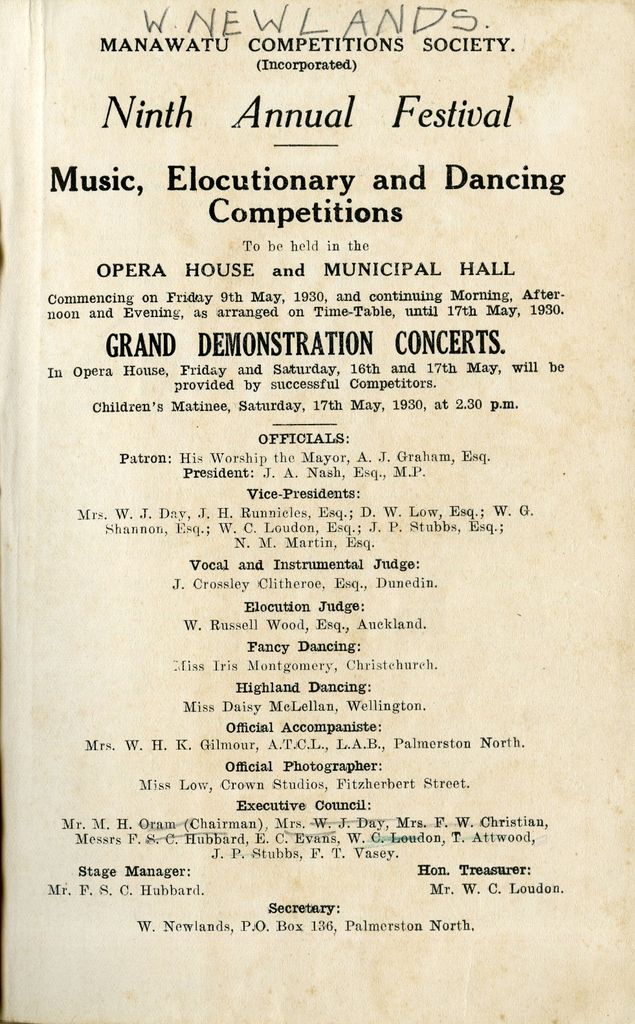 W. NEWLANDS.
MANAWATU COMPETITIONS SOCIETY.
(Incorporated)
Ninth Annual Festival
Music, Elocutionary and Dancing
Competitions
To be held in the
OPERA HOUSE and MUNICIPAL HALL
Commencing on Friday 9th May, 1930, and continuing Morning, After-
noon and Evening, as arranged on Time-Table, until 17th May, 1930.
GRAND DEMONSTRATION CONCERTS.
In Opera House, Friday and Saturday, 16th and 17th May, will be
provided by successful Competitors.
Children's Matinee, Saturday, 17th May, 1930, at 2.30 p.m.
OFFICIALS:
Patron: His Worship the Mayor, A. J. Graham, Esq.
President: J. A. Nash, Esq., M.P.
Vice-Presidents:
Mrs. W. J. Day, J. H. Runnicles, Esq.; D. W. Low, Esq.; W. G.
Shannon, Esq.; W. C. Loudon, Esq.; J. P. Stubbs, Esq.;
N. M. Martin, Esq.
Vocal and Instrumental Judge:
J. Crossley Clitheroe, Esq., Dunedin.
Elocution Judge:
W. Russell Wood, Esq., Auckland.
Fancy Dancing:
Miss Iris Montgomery, Christchurch.
Highland Dancing:
Miss Daisy McLellan, Wellington.
Official Accompaniste:
Mrs. W. H. K. Gilmour, A.T.C.L., L.A.B., Palmerston North.
Official Photographer:
Miss Low, Crown Studios, Fitzherbert Street.
Executive Council:
Mr. M. H. Oram (Chairman), Mrs. W. J. Day, Mrs. F. W. Christian,
Messrs F. S. C. Hubbard, E. C. Evans, W. C. Loudon, T. Attwood,
J. P. Stubbs, F. T. Vasey.
Stage Manager: Hon. Treasurer:
Mr. F. S. C. Hubbard. Mr. W. C. Loudon.
Secretary:
W. Newlands, P.O. Box 136, Palmerston North.